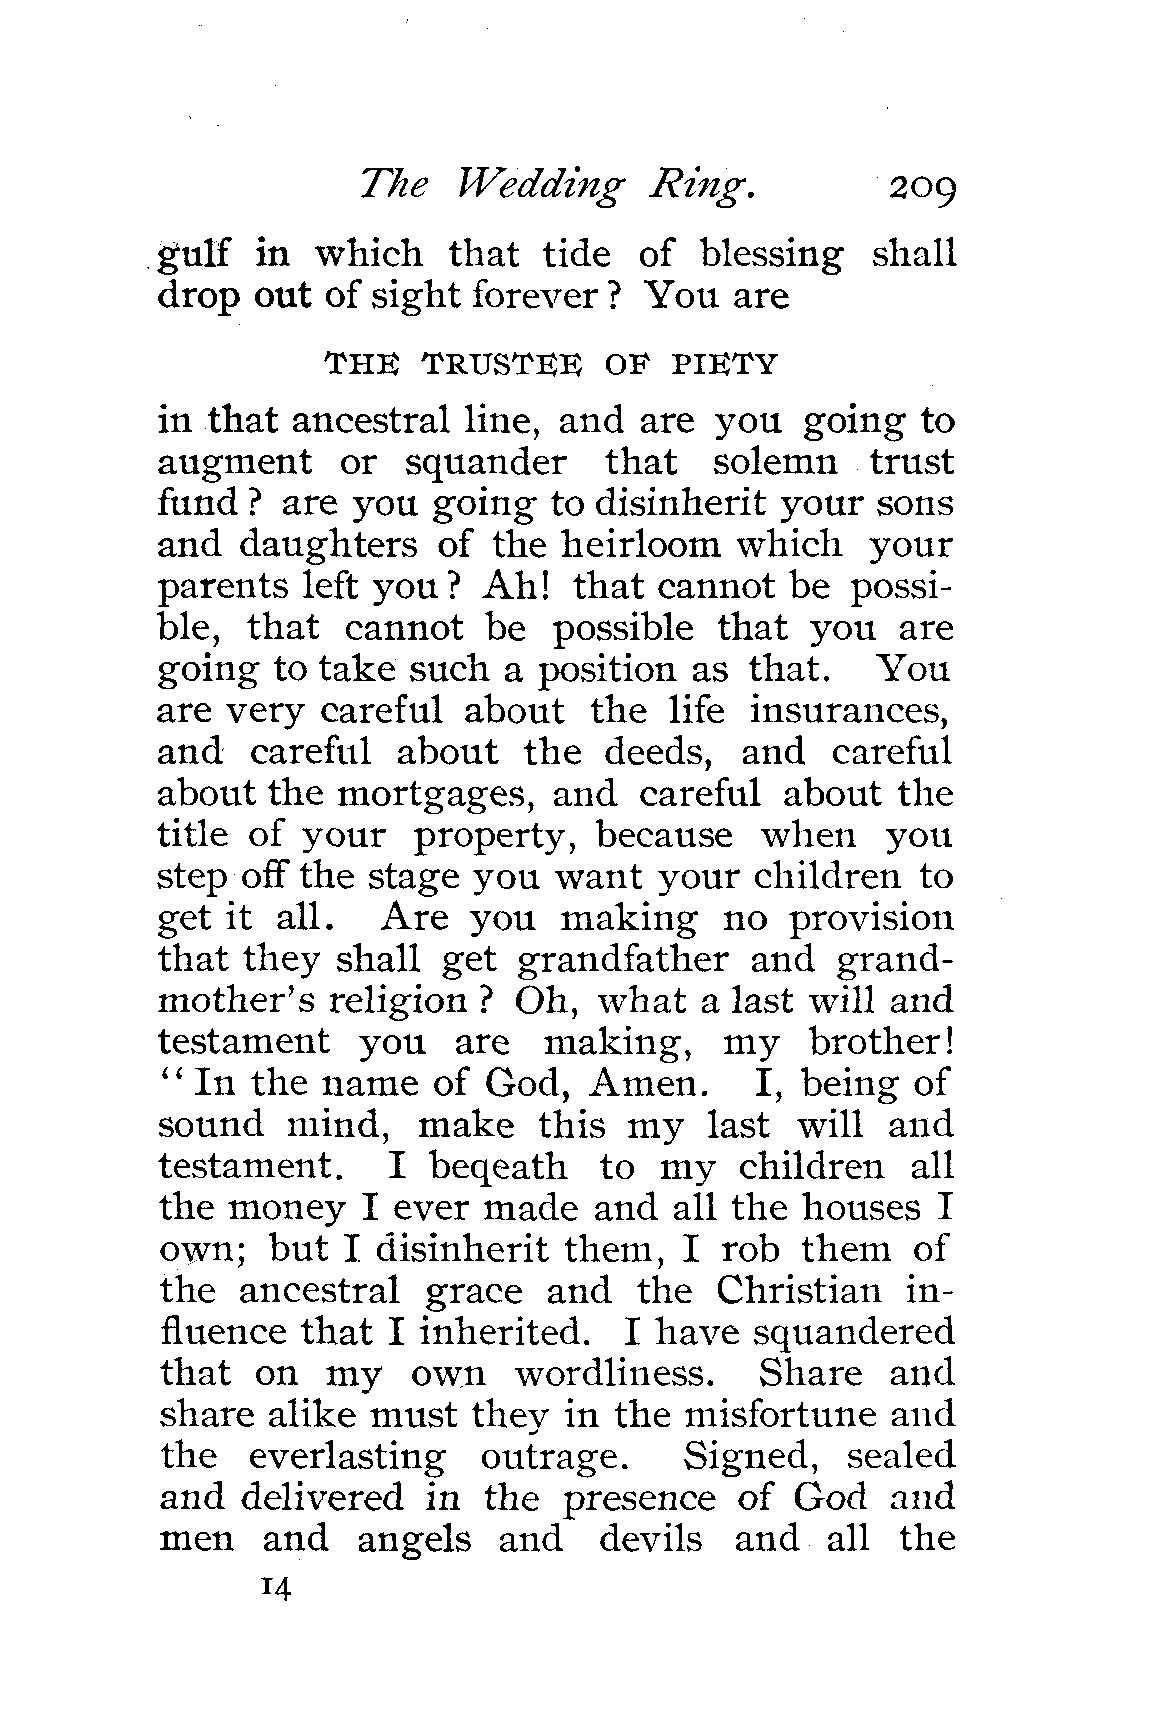 The Wedding Ring. 209
gulf in which that tide of blessing shall
drop out of sight forever? You are
THE TRUSTEE OF PIETY
in that ancestral line, and are you going to
augment or squander that solemn trust
fund? are you going to disinherit your sons
and daughters of the heirloom which your
parents left you? Ah! that cannot be possi-
ble, that cannot be possible that you are
going to take such a position as that. You
are very careful about the life insurances,
and careful about the deeds, and careful
about the mortgages, and careful about the
title of your property, because when you
step off the stage you want your children to
get it all. Are you making no provision
that they shall get grandfather and grand-
mother's religion? Oh, what a last will and
testament you are making, my brother!
“In the name of God, Amen. I, being of
sound mind, make this my last will and
testament. I beqeath to my children all
the money I ever made and all the houses I
own; but I disinherit them, I rob them of
the ancestral grace and the Christian in-
fluence that I inherited. I have squandered
that on my own wordliness. Share and
share alike must they in the misfortune and
the everlasting outrage. Signed, sealed
and delivered in the presence of God and
men and angels and devils and all the
14